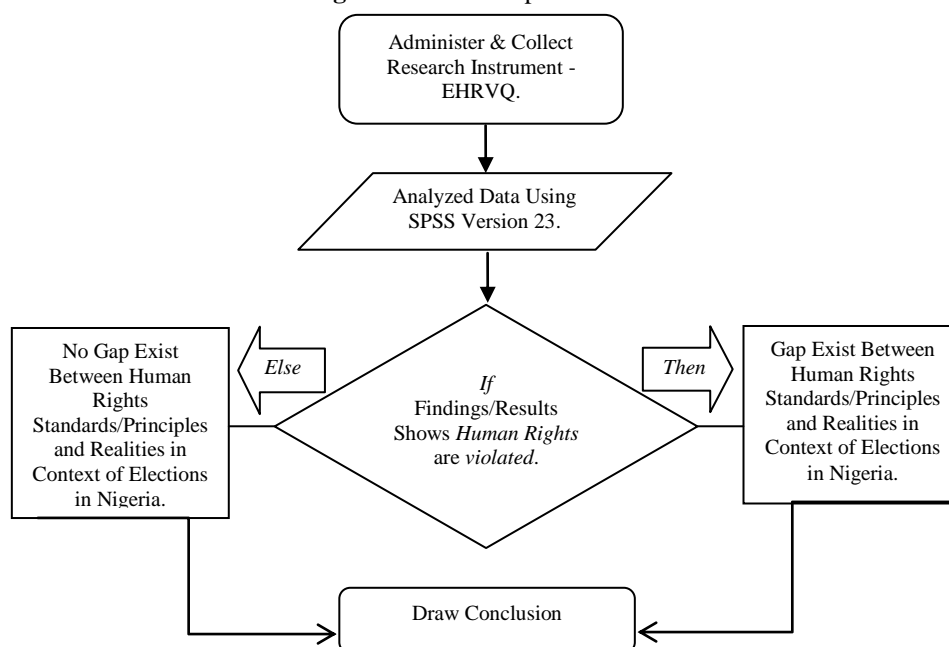 Administer & Collect
Research Instrument -
EHRVQ.
Analyzed Data Using
SPSS Version 23.
No Gap Exist
Between Human
Rights
Standards/Principles
and Realities in
Context of Elections
in Nigeria.
Else
If
Findings/Results
Shows Human Rights
are violated.
Then
Gap Exist Between
Human Rights
Standards/Principles
and Realities in
Context of Elections
in Nigeria.
Draw Conclusion